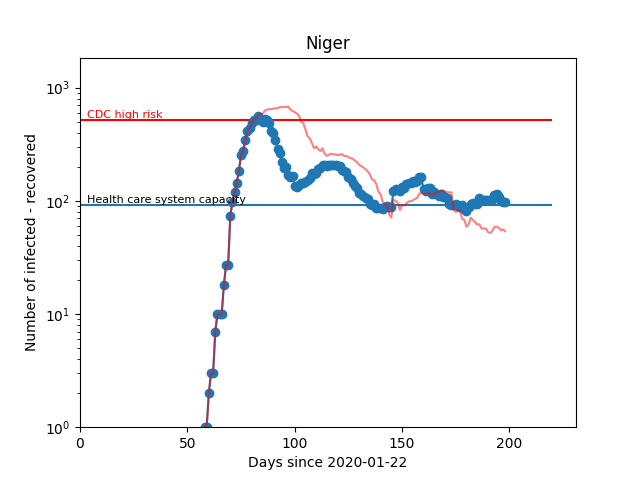 Niger
Number of infected - recovered
10³
10²
10¹
10⁰
CDC high risk
Health care system capacity
0 50 100 150 200
Days since 2020-01-22